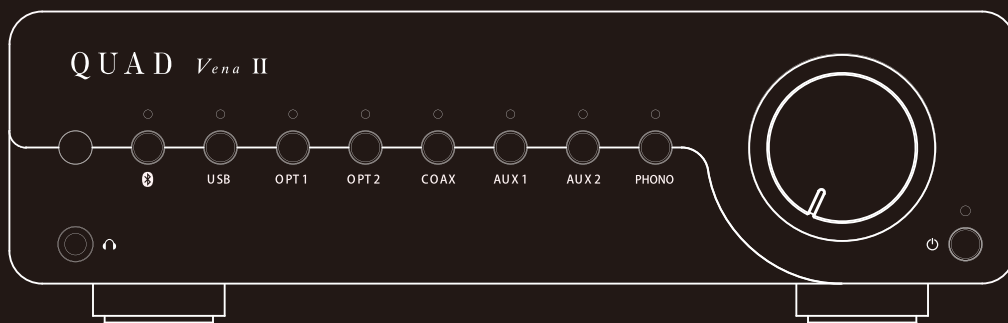 QUAD Vena II
USB OPT 1 OPT 2 COAX AUX 1 AUX 2 PHONO